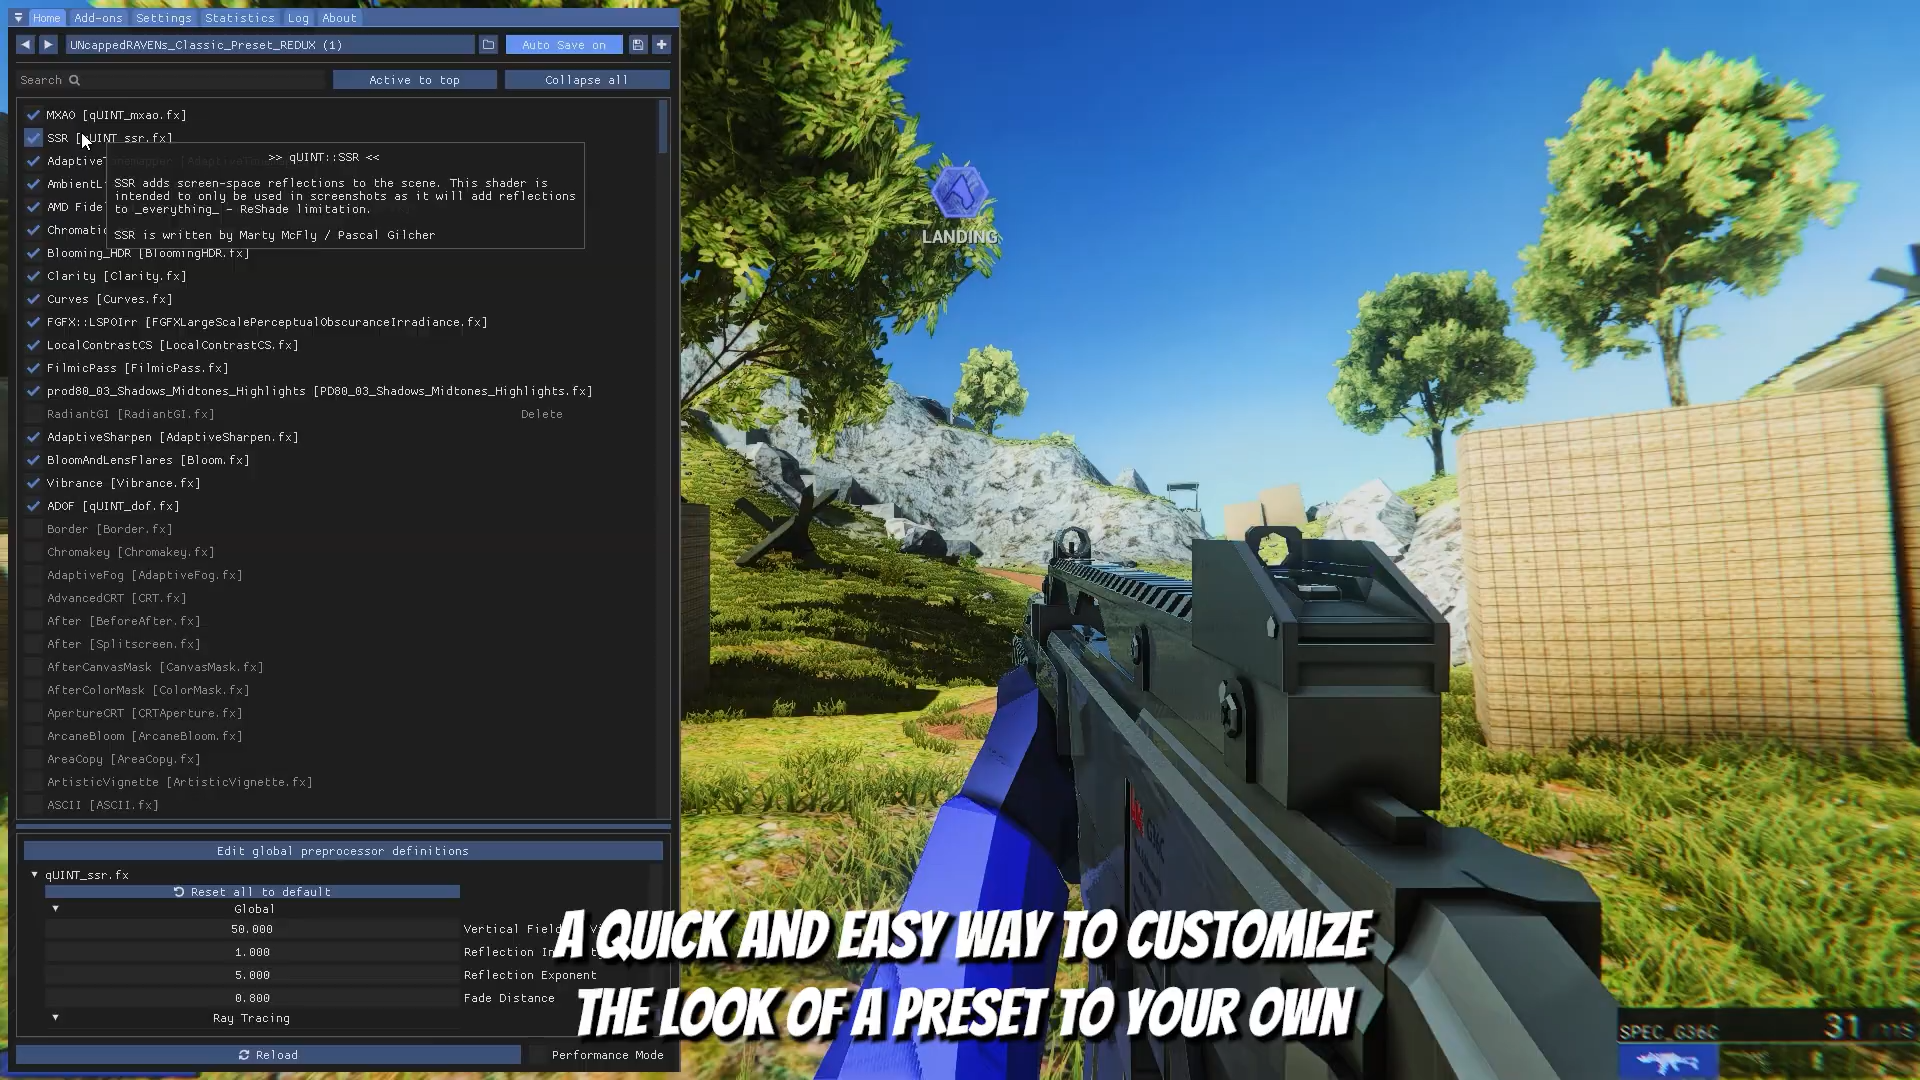 Home Add-ons Settings Statistics Log About
UNcappedRAVENs_Classic_Preset_REDUX (1) Auto Save on
Search Active to top Collapse all
MXAO [qUINT_mxao.fx]
SSR [qUINT_ssr.fx]
>> qUINT::SSR <<
SSR adds screen-space reflections to the scene. This shader is
intended to only be used in screenshots as it will add reflections
to _everything_ - ReShade limitation.
SSR is written by Marty McFly / Pascal Gilcher
Blooming_HDR [BloomingHDR.fx]
Clarity [Clarity.fx]
Curves [Curves.fx]
FGFX::LSPOIrr [FGFXLargeScalePerceptualObscuranceIrradiance.fx]
LocalContrastCS [LocalContrastCS.fx]
FilmicPass [FilmicPass.fx]
prod80_03_Shadows_Midtones_Highlights [PD80_03_Shadows_Midtones_Highlights.fx]
RadiantGI [RadiantGI.fx] Delete
AdaptiveSharpen [AdaptiveSharpen.fx]
BloomAndLensFlares [Bloom.fx]
Vibrance [Vibrance.fx]
ADOF [qUINT_dof.fx]
Border [Border.fx]
Chromakey [Chromakey.fx]
AdaptiveFog [AdaptiveFog.fx]
AdvancedCRT [CRT.fx]
After [BeforeAfter.fx]
After [Splitscreen.fx]
AfterCanvasMask [CanvasMask.fx]
AfterColorMask [ColorMask.fx]
ApertureCRT [CRTAperture.fx]
ArcaneBloom [ArcaneBloom.fx]
AreaCopy [AreaCopy.fx]
ArtisticVignette [ArtisticVignette.fx]
ASCII [ASCII.fx]
Edit global preprocessor definitions
qUINT_ssr.fx
Reset all to default
Global
50.000 Vertical Field
1.000 Reflection
5.000 Reflection Exponent
0.800 Fade Distance
Ray Tracing
Reload Performance Mode
LANDING
A QUICK AND EASY WAY TO CUSTOMIZE
THE LOOK OF A PRESET TO YOUR OWN
G36C
SPEC_G36C 31